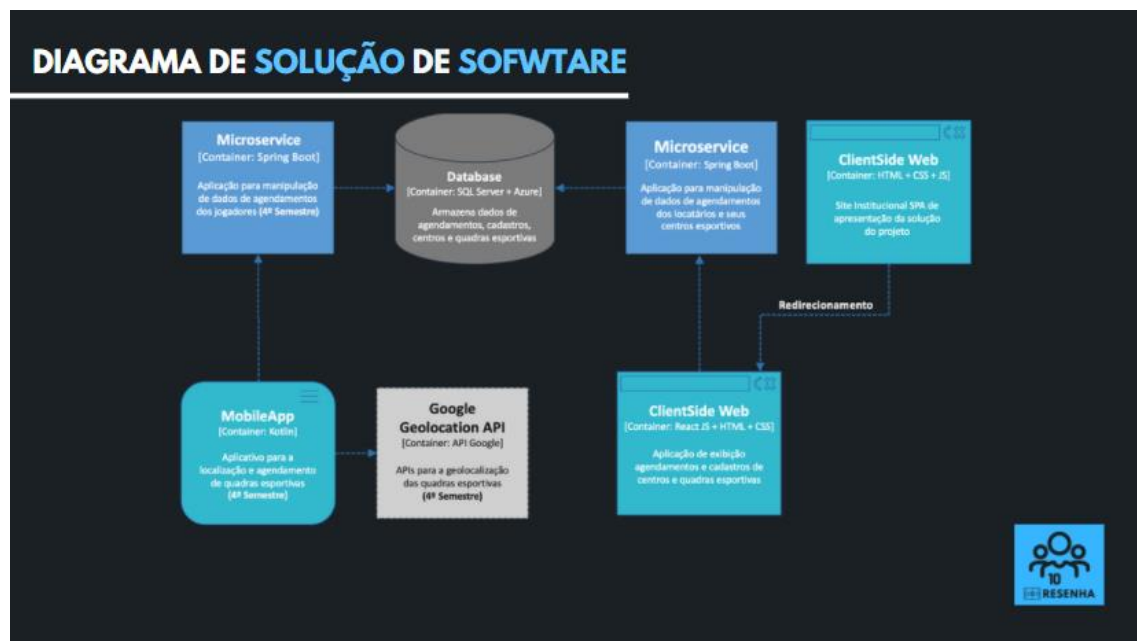 DIAGRAMA DE SOLUÇÃO DE SOFWTARE
Microservice
[Container: Spring Boot]
Aplicação para manipulação
de dados de agendamentos
dos jogadores (4º Semestre)
Database
[Container: SQL Server + Azure]
Armazena dados de
agendamentos, cadastros,
centros e quadras esportivas
Microservice
[Container: Spring Boot]
Aplicação para manipulação
de dados de agendamentos
dos locatários e seus
centros esportivos
ClientSide Web
[Container: HTML + CSS + JS]
Site Institucional SPA de
apresentação da solução
do projeto
Redirecionamento
MobileApp
[Container: Kotlin]
Aplicativo para a
localização e agendamento
de quadras esportivas
(4º Semestre)
Google
Geolocation API
[Container: API Google]
APIs para a geolocalização
das quadras esportivas
(4º Semestre)
ClientSide Web
[Container: React JS + HTML + CSS]
Aplicação de exibição
agendamentos e cadastros de
centros e quadras esportivas
10
RESENHA